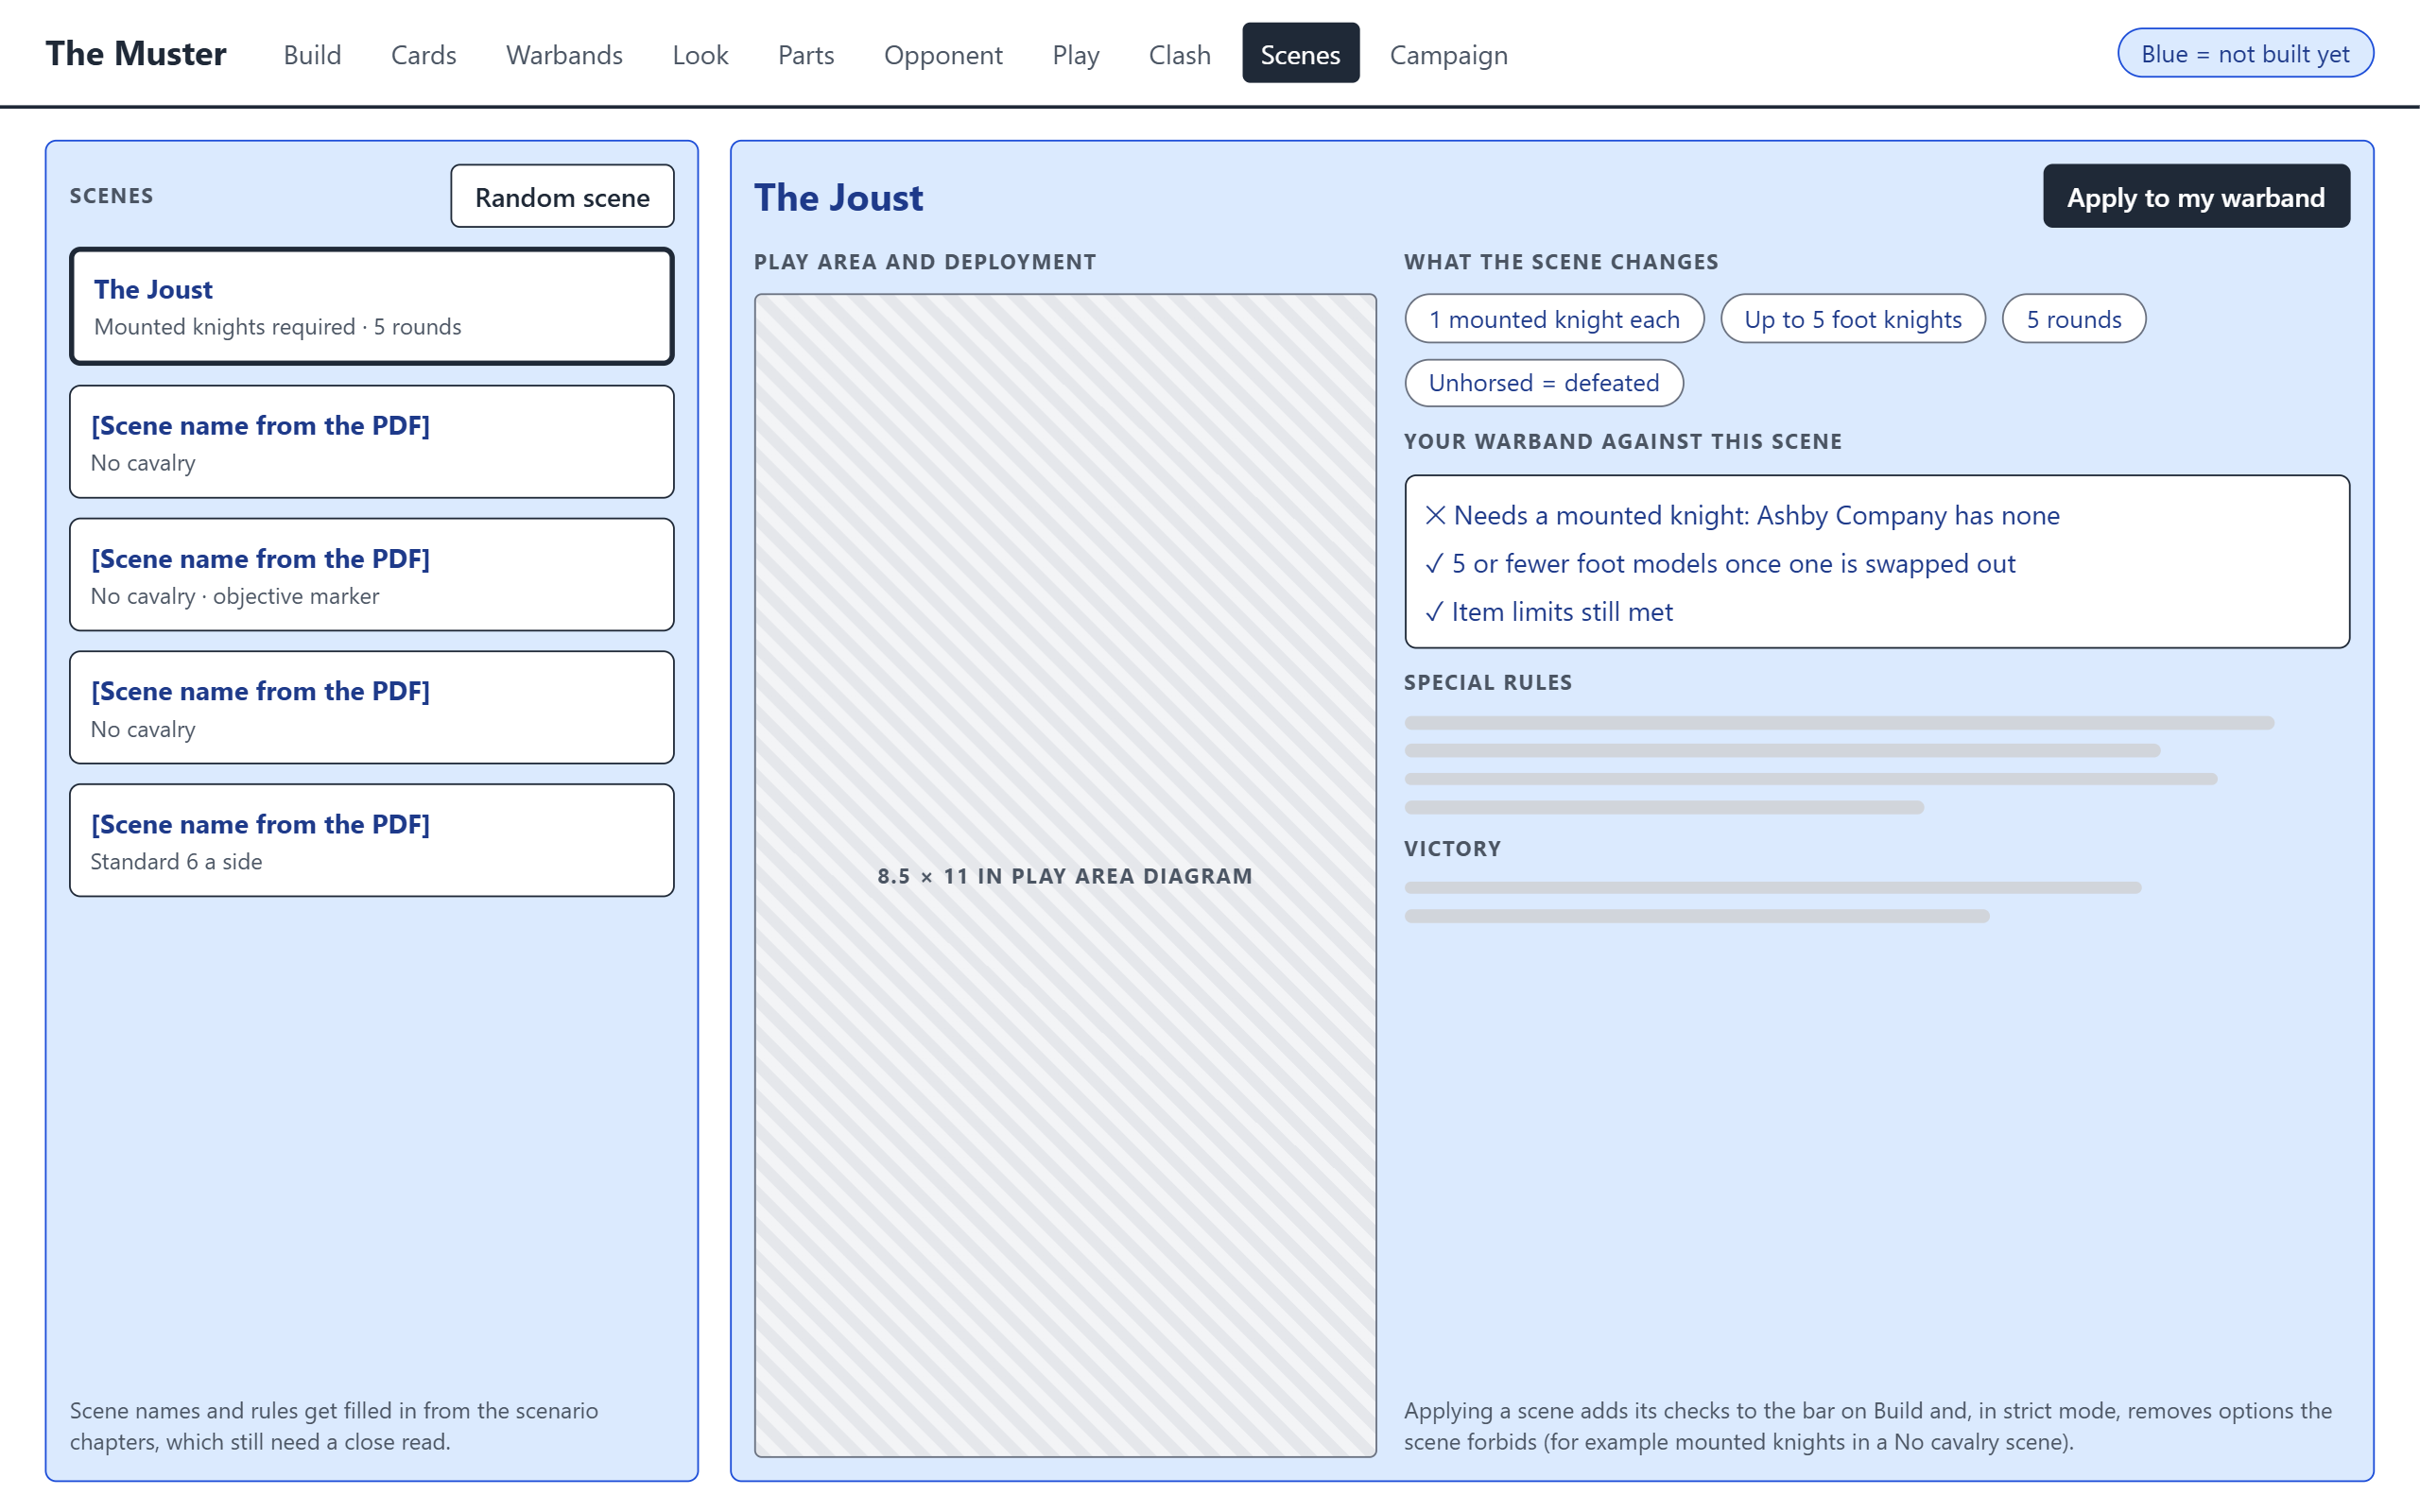 The Muster
Build
Cards
Warbands
Look
Parts
Opponent
Play
Clash
Scenes
Campaign
Blue = not built yet
SCENES
Random scene
The Joust
Mounted knights required · 5 rounds
[Scene name from the PDF]
No cavalry
[Scene name from the PDF]
No cavalry · objective marker
[Scene name from the PDF]
No cavalry
[Scene name from the PDF]
Standard 6 a side
Scene names and rules get filled in from the scenario
chapters, which still need a close read.
The Joust
Apply to my warband
PLAY AREA AND DEPLOYMENT
8.5 × 11 IN PLAY AREA DIAGRAM
WHAT THE SCENE CHANGES
1 mounted knight each
Up to 5 foot knights
5 rounds
Unhorsed = defeated
YOUR WARBAND AGAINST THIS SCENE
✕ Needs a mounted knight: Ashby Company has none
✓ 5 or fewer foot models once one is swapped out
✓ Item limits still met
SPECIAL RULES
VICTORY
Applying a scene adds its checks to the bar on Build and, in strict mode, removes options the
scene forbids (for example mounted knights in a No cavalry scene).